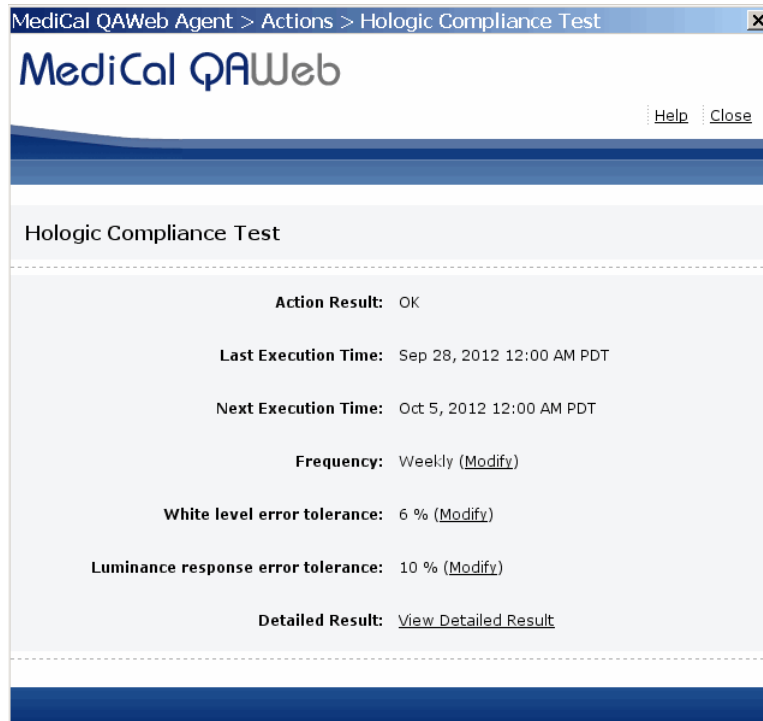 MediCal QAWeb Agent > Actions > Hologic Compliance Test
MediCal QAWeb
Help Close
Hologic Compliance Test
Action Result: OK
Last Execution Time: Sep 28, 2012 12:00 AM PDT
Next Execution Time: Oct 5, 2012 12:00 AM PDT
Frequency: Weekly (Modify)
White level error tolerance: 6 % (Modify)
Luminance response error tolerance: 10 % (Modify)
Detailed Result: View Detailed Result